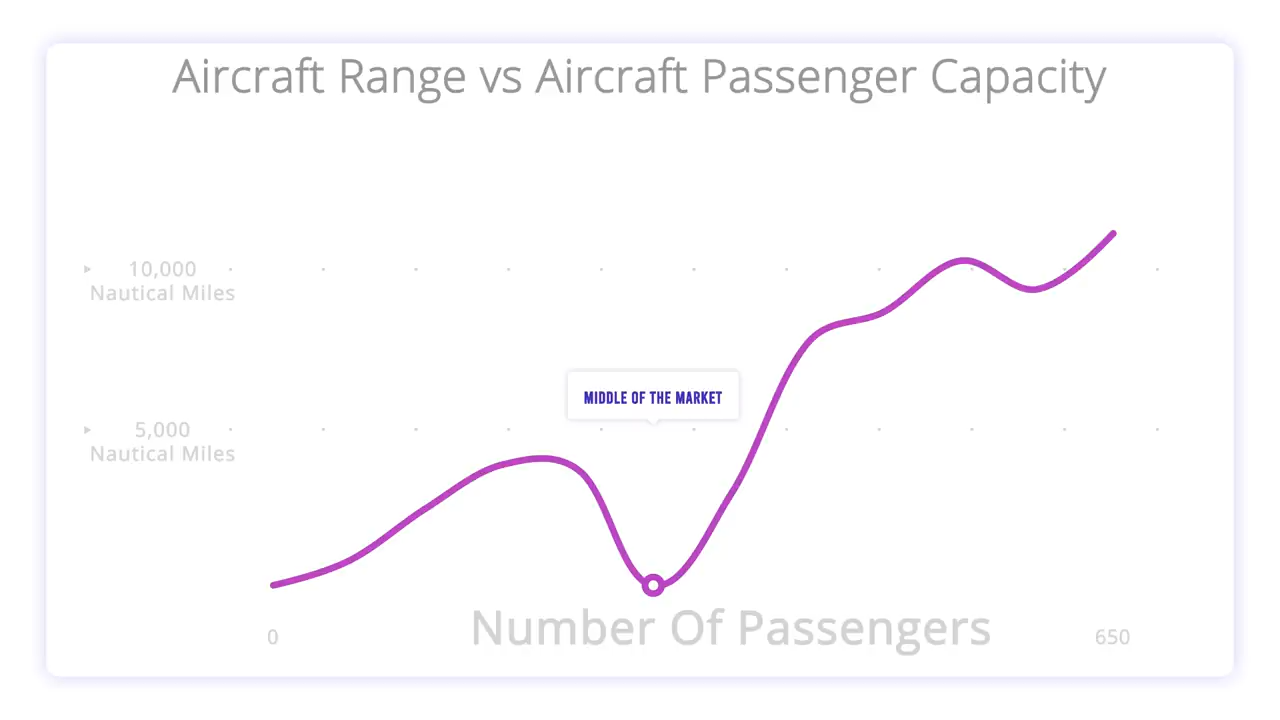 Aircraft Range vs Aircraft Passenger Capacity
10,000
Nautical Miles
MIDDLE OF THE MARKET
5,000
Nautical Miles
0
Number Of Passengers
650